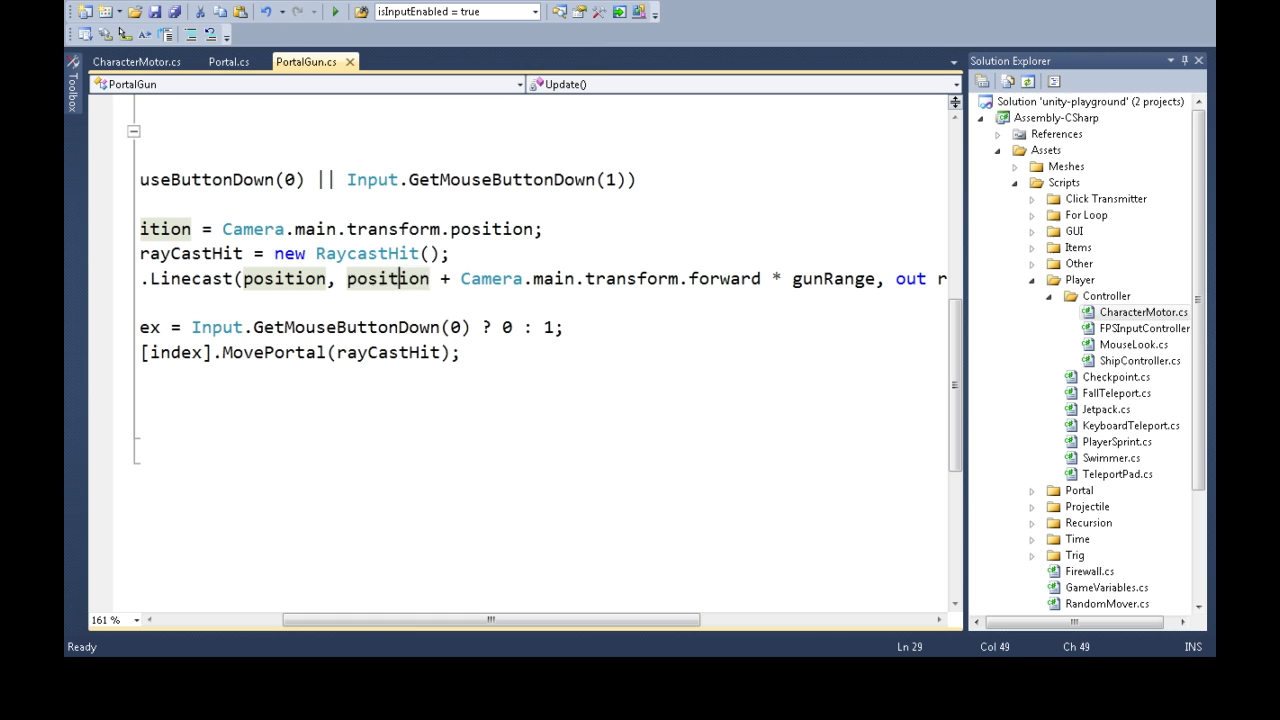 isInputEnabled = true
CharacterMotor.cs
Portal.cs
PortalGun.cs
PortalGun
Update()
Toolbox
useButtonDown(0) || Input.GetMouseButtonDown(1))
ition = Camera.main.transform.position;
rayCastHit = new RaycastHit();
.Linecast(position, position + Camera.main.transform.forward * gunRange, out r
ex = Input.GetMouseButtonDown(0) ? 0 : 1;
[index].MovePortal(rayCastHit);
161 %
Ready
Ln 29
Col 49
Ch 49
INS
Solution Explorer
Solution 'unity-playground' (2 projects)
Assembly-CSharp
References
Assets
Meshes
Scripts
Click Transmitter
For Loop
GUI
Items
Other
Player
Controller
CharacterMotor.cs
FPSInputController
MouseLook.cs
ShipController.cs
Checkpoint.cs
FallTeleport.cs
Jetpack.cs
KeyboardTeleport.cs
PlayerSprint.cs
Swimmer.cs
TeleportPad.cs
Portal
Projectile
Recursion
Time
Trig
Firewall.cs
GameVariables.cs
RandomMover.cs